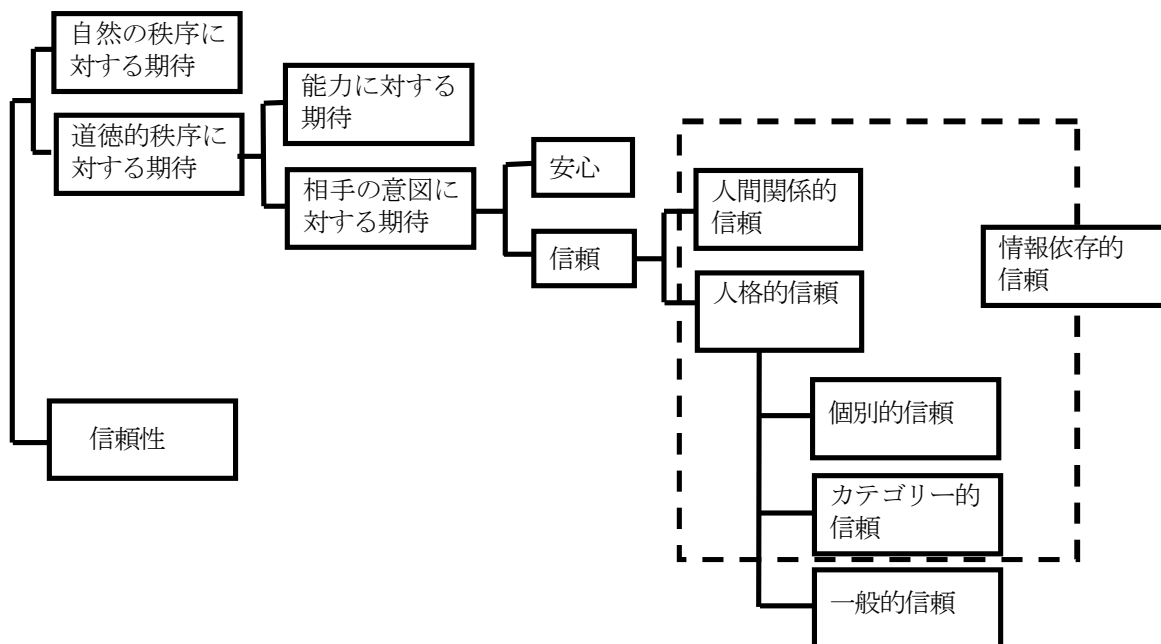 自然の秩序に
対する期待
道徳的秩序に
対する期待
能力に対する
期待
相手の意図に
対する期待
安心
信頼
人間関係的
信頼
人格的信頼
情報依存的
信頼
個別的信頼
カテゴリー的
信頼
一般的信頼
信頼性